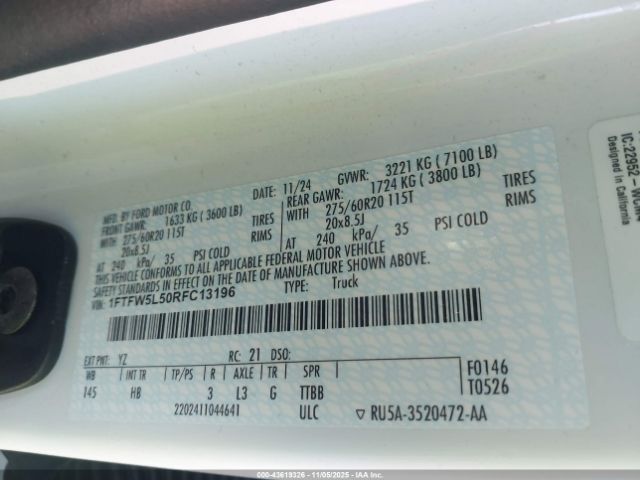 MFD. BY FORD MOTOR CO.
DATE: 11/24 GVWR: 3221 KG ( 7100 LB)
FRONT GAWR: 1633 KG ( 3600 LB)
REAR GAWR: 1724 KG ( 3800 LB)
WITH 275/60R20 115T TIRES
WITH 275/60R20 115T TIRES
20x8.5J RIMS
20x8.5J RIMS
AT 240 kPa/ 35 PSI COLD
AT 240 kPa/ 35 PSI COLD
THIS VEHICLE CONFORMS TO ALL APPLICABLE FEDERAL MOTOR VEHICLE
SAFETY STANDARDS IN EFFECT ON THE DATE OF MANUFACTURE SHOWN ABOVE.
VIN: 1FTFW5L50RFC13196 TYPE: Truck
EXT PNT: YZ RC: 21 DSO:
WB INT TR TP/PS R AXLE TR SPR
145 HB 3 L3 G TTBB
2202411044641 ULC
F0146
T0526
▽ RU5A-3520472-AA
IC:22952
Designed in California
000-43619326 - 11/05/2025 - IAA Inc.